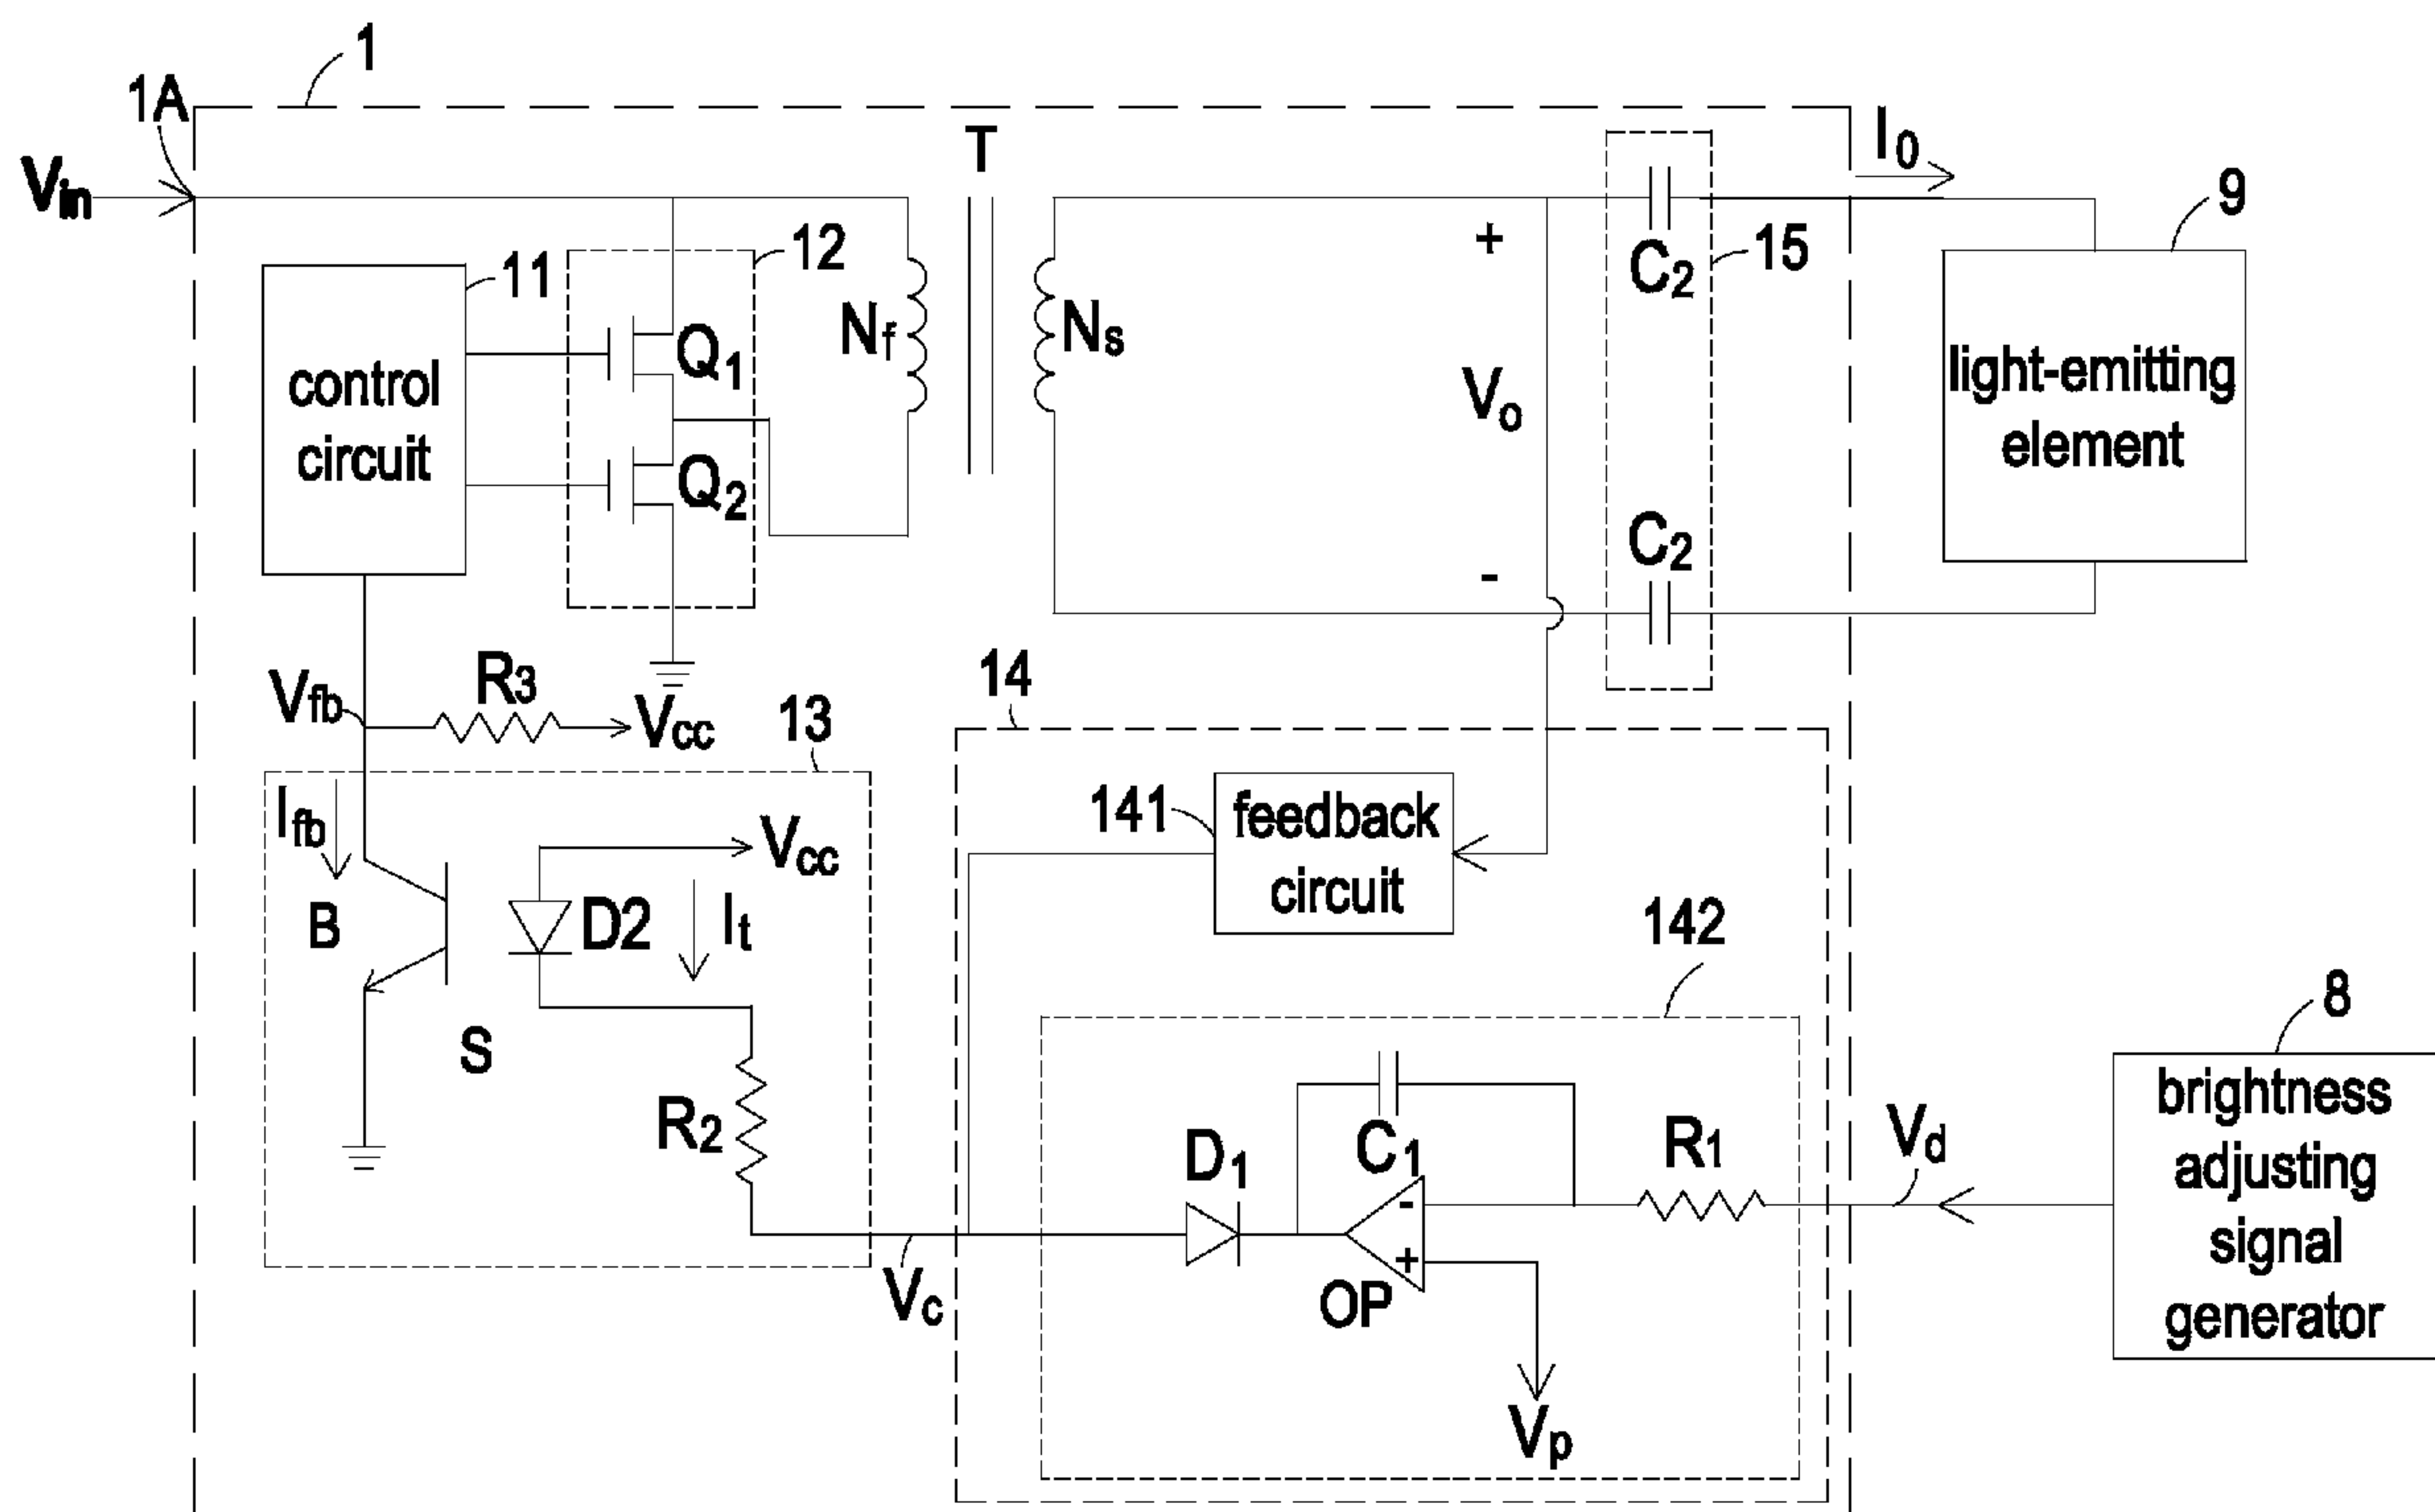 1
1A
Vin
T
I0
9
11
12
15
control
circuit
Q1
Q2
Nf
Ns
+
Vo
-
C2
C2
light-emitting
element
Vfb
R3
Vcc
13
14
Ifb
B
S
D2
Vcc
It
R2
141
feedback
circuit
142
D1
C1
R1
-
+
OP
Vp
Vc
Vd
8
brightness
adjusting
signal
generator